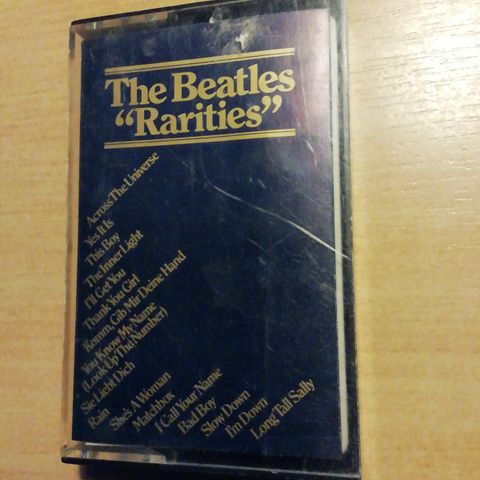 The Beatles
“Rarities”
Across The Universe
Yes It Is
This Boy
The Inner Light
I'll Get You
Thank You Girl
Komm, Gib Mir Deine Hand
You Know My Name
(Look Up The Number)
Sie Liebt Dich
Rain
She's A Woman
Matchbox
I Call Your Name
Bad Boy
Slow Down
I'm Down
Long Tall Sally